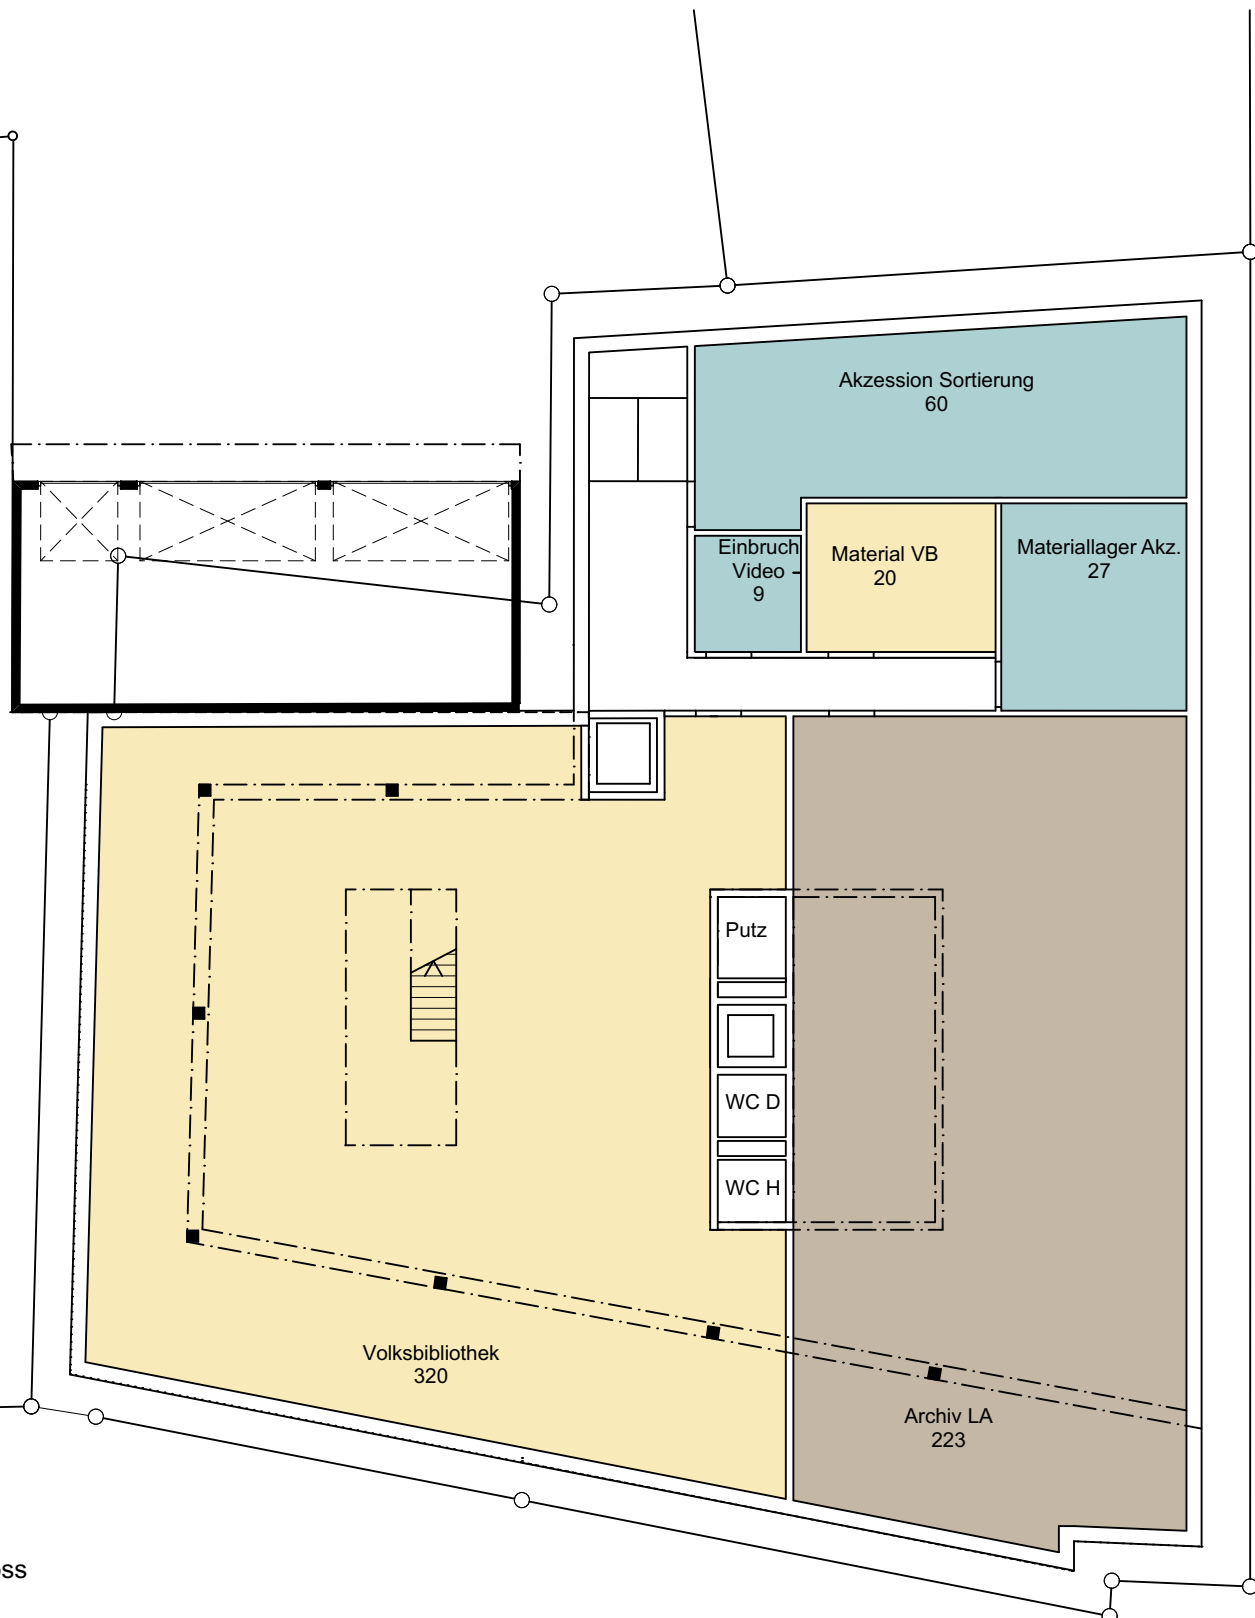 Akzession Sortierung
60
Einbruch
Video
9
Material VB
20
Materiallager Akz.
27
Putz
WC D
WC H
Volksbibliothek
320
Archiv LA
223